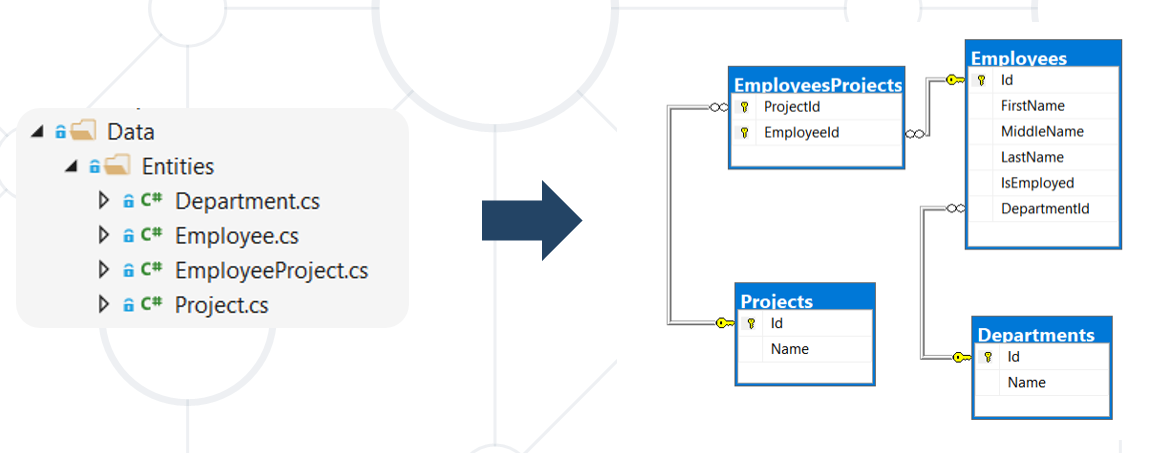 Data
Entities
C# Department.cs
C# Employee.cs
C# EmployeeProject.cs
C# Project.cs
EmployeesProjects
ProjectId
EmployeeId
Employees
Id
FirstName
MiddleName
LastName
IsEmployed
DepartmentId
Projects
Id
Name
Departments
Id
Name